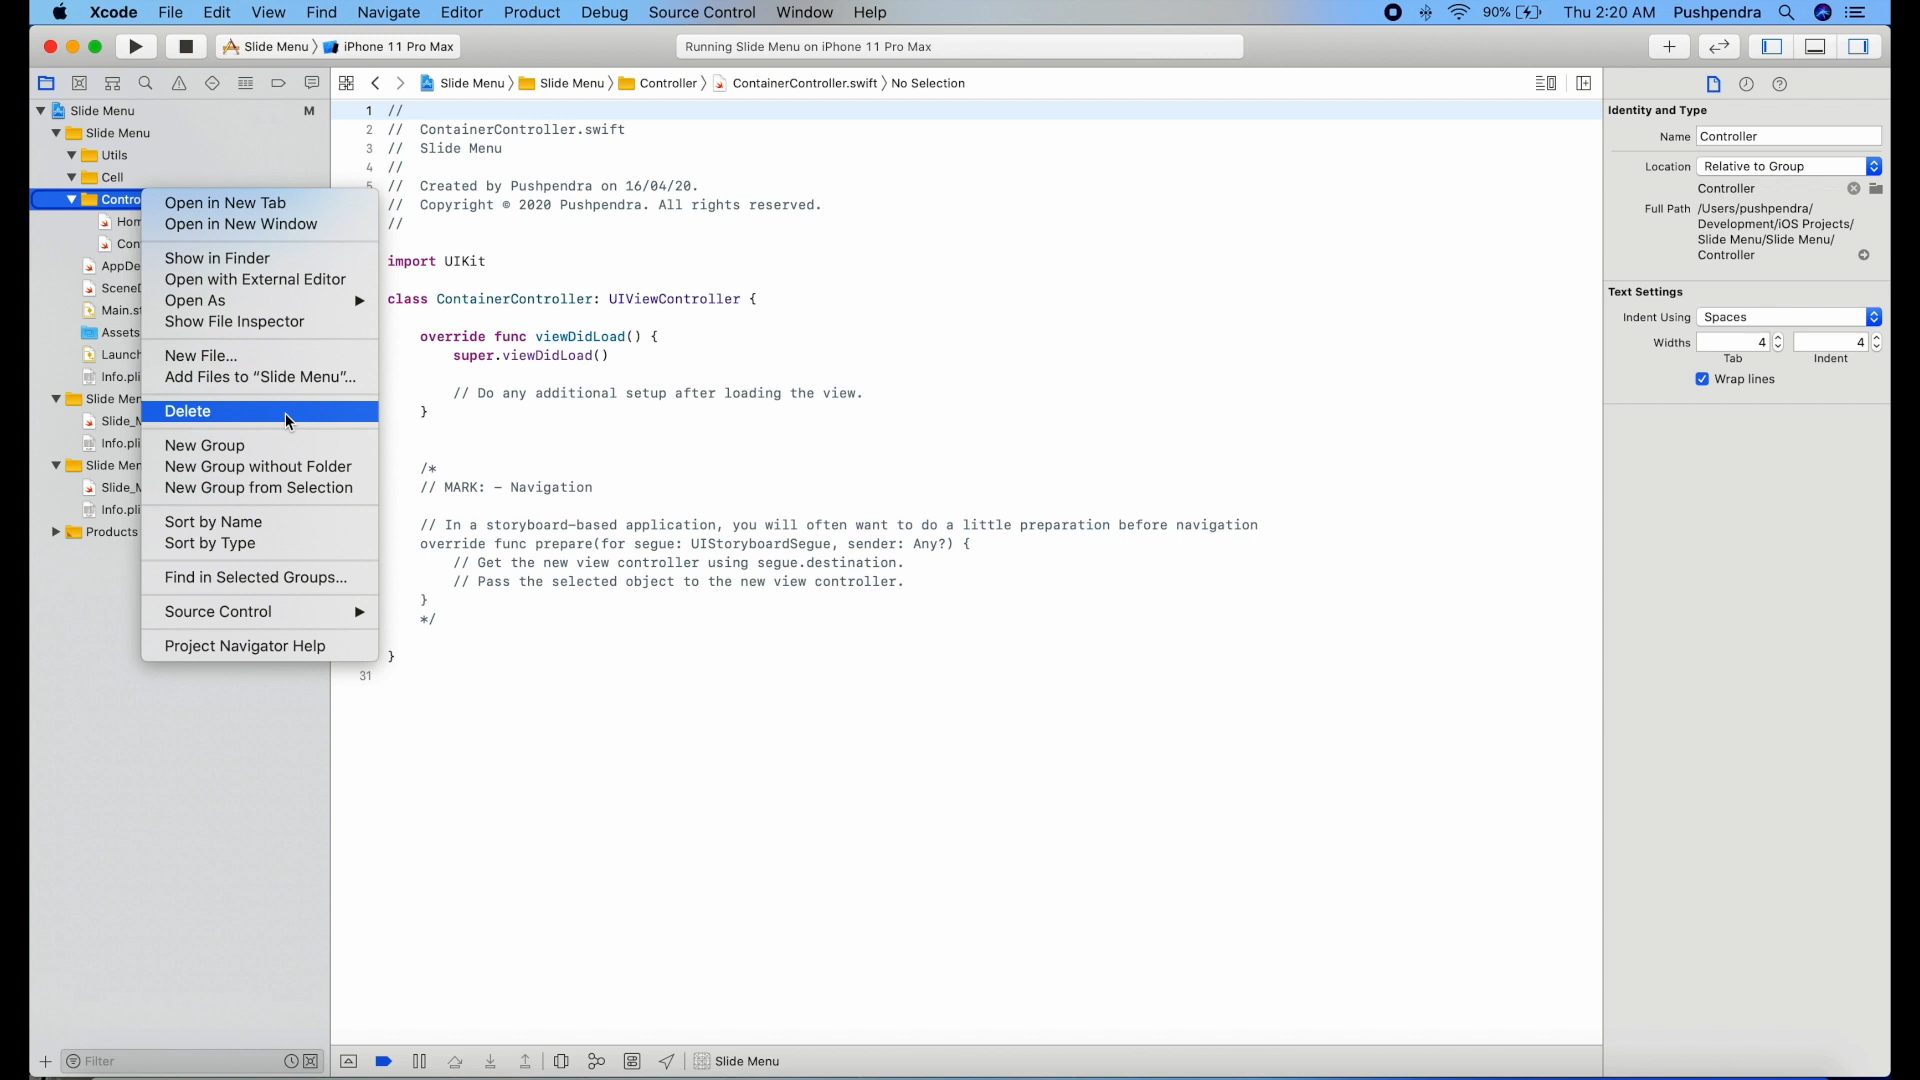 Xcode File Edit View Find Navigate Editor Product Debug Source Control Window Help 90% Thu 2:20 AM Pushpendra
Slide Menu iPhone 11 Pro Max Running Slide Menu on iPhone 11 Pro Max
Slide Menu Slide Menu Controller ContainerController.swift No Selection
Slide Menu M
Slide Menu
Utils
Cell
Contro
Hom
Con
AppDe
SceneD
Main.s
Assets
Launch
Info.pli
Slide Men
Slide_M
Info.pli
Slide Men
Slide_M
Info.pli
Products
Filter
Open in New Tab
Open in New Window
Show in Finder
Open with External Editor
Open As
Show File Inspector
New File...
Add Files to “Slide Menu”...
Delete
New Group
New Group without Folder
New Group from Selection
Sort by Name
Sort by Type
Find in Selected Groups...
Source Control
Project Navigator Help
1 //
2 // ContainerController.swift
3 // Slide Menu
4 //
5 // Created by Pushpendra on 16/04/20.
// Copyright © 2020 Pushpendra. All rights reserved.
//
import UIKit
class ContainerController: UIViewController {
override func viewDidLoad() {
super.viewDidLoad()
// Do any additional setup after loading the view.
}
/*
// MARK: - Navigation
// In a storyboard-based application, you will often want to do a little preparation before navigation
override func prepare(for segue: UIStoryboardSegue, sender: Any?) {
// Get the new view controller using segue.destination.
// Pass the selected object to the new view controller.
}
*/
}
31
Slide Menu
Identity and Type
Name Controller
Location Relative to Group
Controller
Full Path /Users/pushpendra/
Development/iOS Projects/
Slide Menu/Slide Menu/
Controller
Text Settings
Indent Using Spaces
Widths 4 4
Tab Indent
Wrap lines